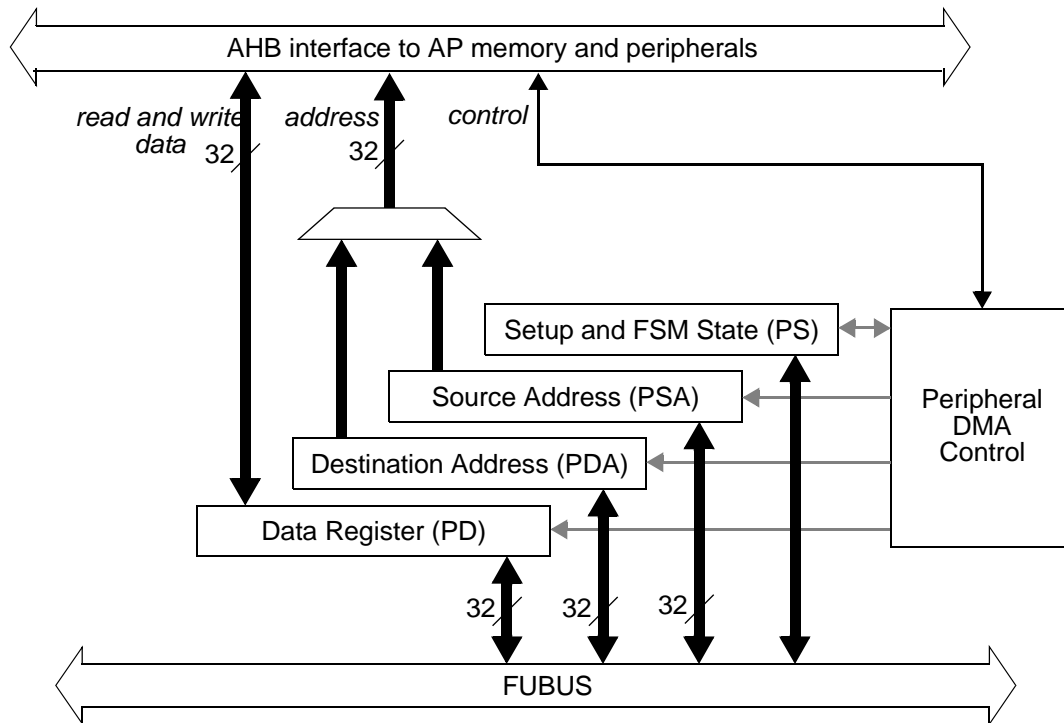 AHB interface to AP memory and peripherals
read and write
data
address
control
32
32
Setup and FSM State (PS)
Source Address (PSA)
Peripheral
DMA
Control
Destination Address (PDA)
Data Register (PD)
32
32
32
FUBUS